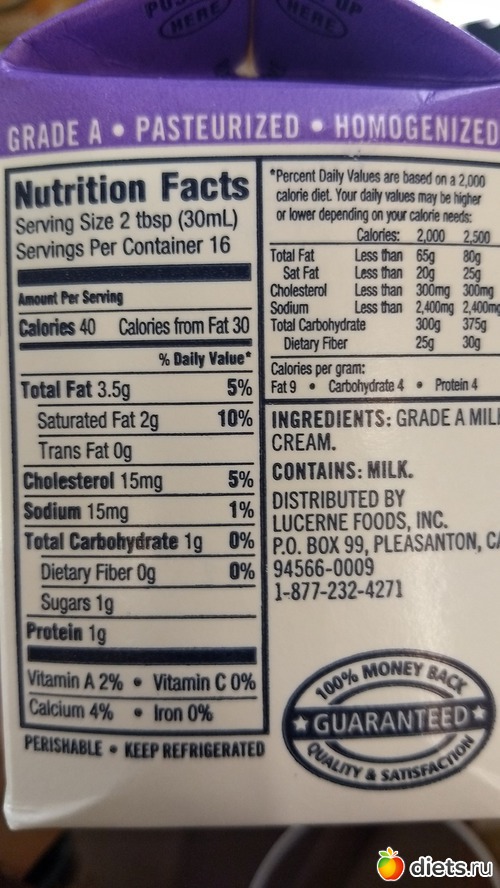 PUSH UP
HERE
HERE
GRADE A • PASTEURIZED • HOMOGENIZED
Nutrition Facts
Serving Size 2 tbsp (30mL)
Servings Per Container 16
Amount Per Serving
Calories 40 Calories from Fat 30
% Daily Value*
Total Fat 3.5g 5%
Saturated Fat 2g 10%
Trans Fat 0g
Cholesterol 15mg 5%
Sodium 15mg 1%
Total Carbohydrate 1g 0%
Dietary Fiber 0g 0%
Sugars 1g
Protein 1g
Vitamin A 2% • Vitamin C 0%
Calcium 4% • Iron 0%
PERISHABLE • KEEP REFRIGERATED
*Percent Daily Values are based on a 2,000
calorie diet. Your daily values may be higher
or lower depending on your calorie needs:
Calories: 2,000 2,500
Total Fat Less than 65g 80g
Sat Fat Less than 20g 25g
Cholesterol Less than 300mg 300mg
Sodium Less than 2,400mg 2,400mg
Total Carbohydrate 300g 375g
Dietary Fiber 25g 30g
Calories per gram:
Fat 9 • Carbohydrate 4 • Protein 4
INGREDIENTS: GRADE A MIL
CREAM.
CONTAINS: MILK.
DISTRIBUTED BY
LUCERNE FOODS, INC.
P.O. BOX 99, PLEASANTON, CA
94566-0009
1-877-232-4271
100% MONEY BACK
GUARANTEED
QUALITY & SATISFACTION
diets.ru